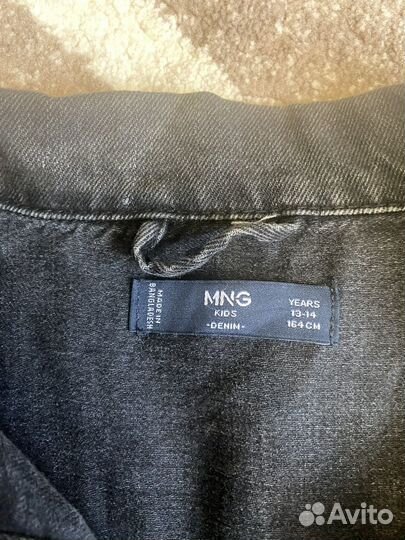 MADE IN
BANGLADESH
MNG
KIDS
-DENIM-
YEARS
13-14
164 CM
Avito